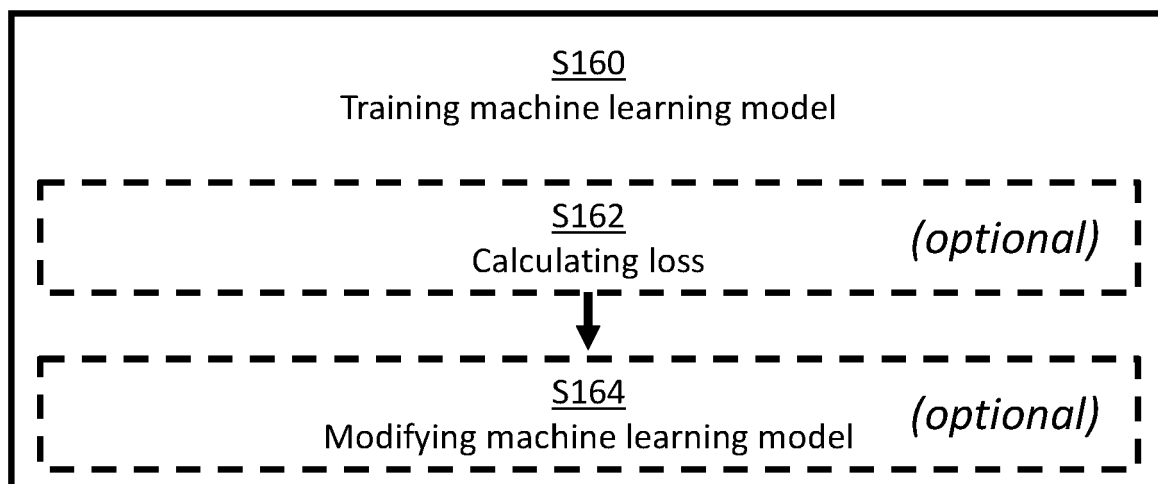 S160
Training machine learning model
S162
Calculating loss
(optional)
S164
Modifying machine learning model
(optional)